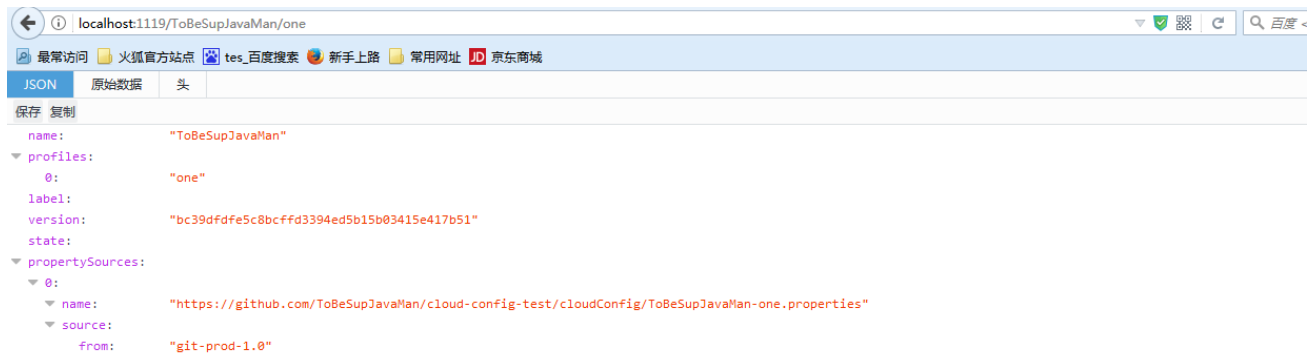 localhost:1119/ToBeSupJavaMan/one 百度 <
最常访问 火狐官方站点 tes_百度搜索 新手上路 常用网址 JD 京东商城
JSON 原始数据 头
保存 复制
name: "ToBeSupJavaMan"
profiles:
0: "one"
label:
version: "bc39dfdfe5c8bcffd3394ed5b15b03415e417b51"
state:
propertySources:
0:
name: "https://github.com/ToBeSupJavaMan/cloud-config-test/cloudConfig/ToBeSupJavaMan-one.properties"
source:
from: "git-prod-1.0"